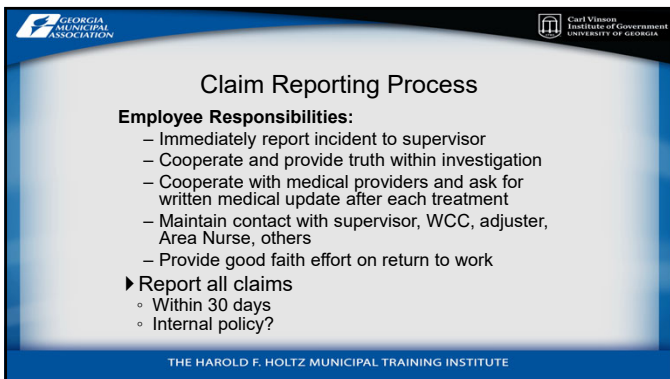 GEORGIA
MUNICIPAL
ASSOCIATION
Carl Vinson
Institute of Government
UNIVERSITY OF GEORGIA
Claim Reporting Process
Employee Responsibilities:
– Immediately report incident to supervisor
– Cooperate and provide truth within investigation
– Cooperate with medical providers and ask for
written medical update after each treatment
– Maintain contact with supervisor, WCC, adjuster,
Area Nurse, others
– Provide good faith effort on return to work
Report all claims
◦ Within 30 days
◦ Internal policy?
THE HAROLD F. HOLTZ MUNICIPAL TRAINING INSTITUTE